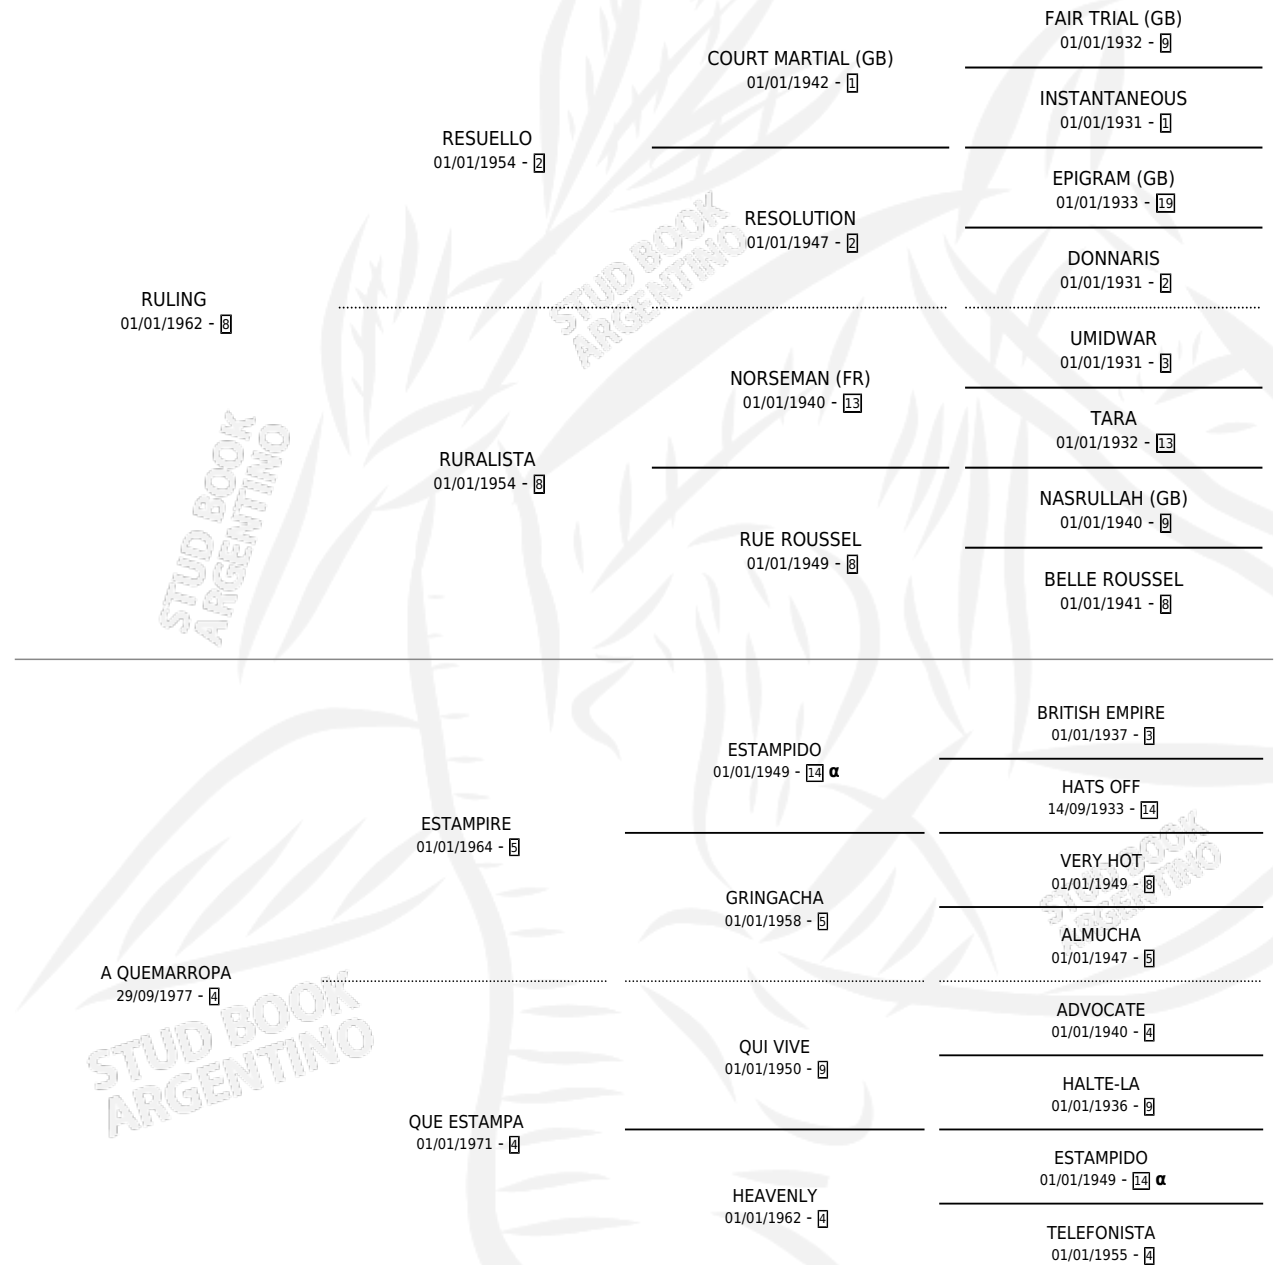 FAIR TRIAL (GB)
01/01/1932 - 9
COURT MARTIAL (GB)
01/01/1942 - 1
INSTANTANEOUS
01/01/1931 - 1
RESUELLO
01/01/1954 - 2
EPIGRAM (GB)
01/01/1933 - 19
RESOLUTION
01/01/1947 - 2
DONNARIS
01/01/1931 - 2
RULING
01/01/1962 - 8
UMIDWAR
01/01/1931 - 3
NORSEMAN (FR)
01/01/1940 - 13
TARA
01/01/1932 - 13
RURALISTA
01/01/1954 - 8
NASRULLAH (GB)
01/01/1940 - 9
RUE ROUSSEL
01/01/1949 - 8
BELLE ROUSSEL
01/01/1941 - 8
BRITISH EMPIRE
01/01/1937 - 3
ESTAMPIDO
01/01/1949 - 14 α
HATS OFF
14/09/1933 - 14
ESTAMPIRE
01/01/1964 - 5
VERY HOT
01/01/1949 - 8
GRINGACHA
01/01/1958 - 5
ALMUCHA
01/01/1947 - 5
A QUEMARROPA
29/09/1977 - 4
ADVOCATE
01/01/1940 - 4
QUI VIVE
01/01/1950 - 9
HALTE-LA
01/01/1936 - 9
QUE ESTAMPA
01/01/1971 - 4
ESTAMPIDO
01/01/1949 - 14 α
HEAVENLY
01/01/1962 - 4
TELEFONISTA
01/01/1955 - 4
STUD BOOK
ARGENTINO
STUD BOOK
ARGENTINO
STUD BOOK
ARGENTINO
STUD BOOK
ARGENTINO